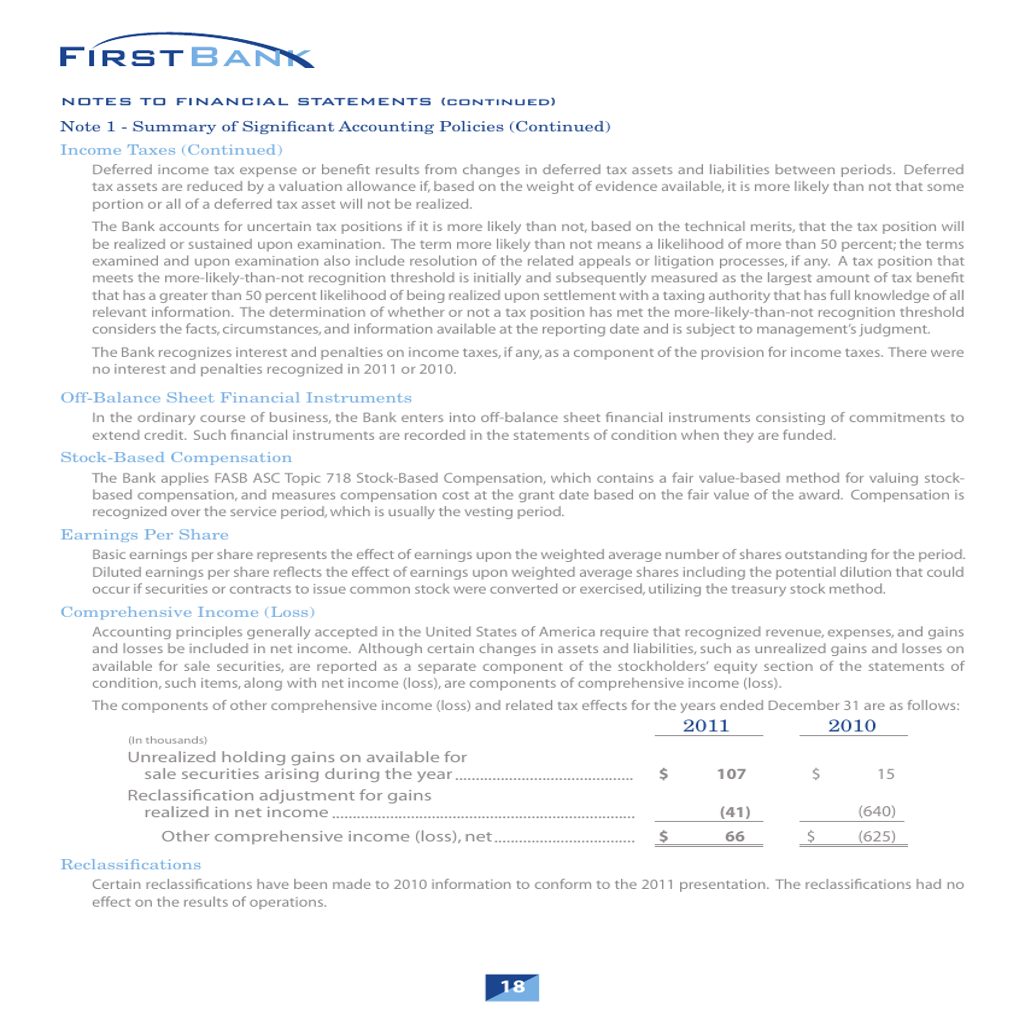 FIRSTBANK
NOTES TO FINANCIAL STATEMENTS (CONTINUED)
Note 1 - Summary of Significant Accounting Policies (Continued)
Income Taxes (Continued)
Deferred income tax expense or benefit results from changes in deferred tax assets and liabilities between periods. Deferred
tax assets are reduced by a valuation allowance if, based on the weight of evidence available, it is more likely than not that some
portion or all of a deferred tax asset will not be realized.
The Bank accounts for uncertain tax positions if it is more likely than not, based on the technical merits, that the tax position will
be realized or sustained upon examination. The term more likely than not means a likelihood of more than 50 percent; the terms
examined and upon examination also include resolution of the related appeals or litigation processes, if any. A tax position that
meets the more-likely-than-not recognition threshold is initially and subsequently measured as the largest amount of tax benefit
that has a greater than 50 percent likelihood of being realized upon settlement with a taxing authority that has full knowledge of all
relevant information. The determination of whether or not a tax position has met the more-likely-than-not recognition threshold
considers the facts, circumstances, and information available at the reporting date and is subject to management's judgment.
The Bank recognizes interest and penalties on income taxes, if any, as a component of the provision for income taxes. There were
no interest and penalties recognized in 2011 or 2010.
Off-Balance Sheet Financial Instruments
In the ordinary course of business, the Bank enters into off-balance sheet financial instruments consisting of commitments to
extend credit. Such financial instruments are recorded in the statements of condition when they are funded.
Stock-Based Compensation
The Bank applies FASB ASC Topic 718 Stock-Based Compensation, which contains a fair value-based method for valuing stock-
based compensation, and measures compensation cost at the grant date based on the fair value of the award. Compensation is
recognized over the service period, which is usually the vesting period.
Earnings Per Share
Basic earnings per share represents the effect of earnings upon the weighted average number of shares outstanding for the period.
Diluted earnings per share reflects the effect of earnings upon weighted average shares including the potential dilution that could
occur if securities or contracts to issue common stock were converted or exercised, utilizing the treasury stock method.
Comprehensive Income (Loss)
Accounting principles generally accepted in the United States of America require that recognized revenue, expenses, and gains
and losses be included in net income. Although certain changes in assets and liabilities, such as unrealized gains and losses on
available for sale securities, are reported as a separate component of the stockholders' equity section of the statements of
condition, such items, along with net income (loss), are components of comprehensive income (loss).
The components of other comprehensive income (loss) and related tax effects for the years ended December 31 are as follows:
(In thousands) 2011 2010
Unrealized holding gains on available for
sale securities arising during the year ........................................... $ 107 $ 15
Reclassification adjustment for gains
realized in net income ......................................................................... (41) (640)
Other comprehensive income (loss), net .................................. $ 66 $ (625)
Reclassifications
Certain reclassifications have been made to 2010 information to conform to the 2011 presentation. The reclassifications had no
effect on the results of operations.
18